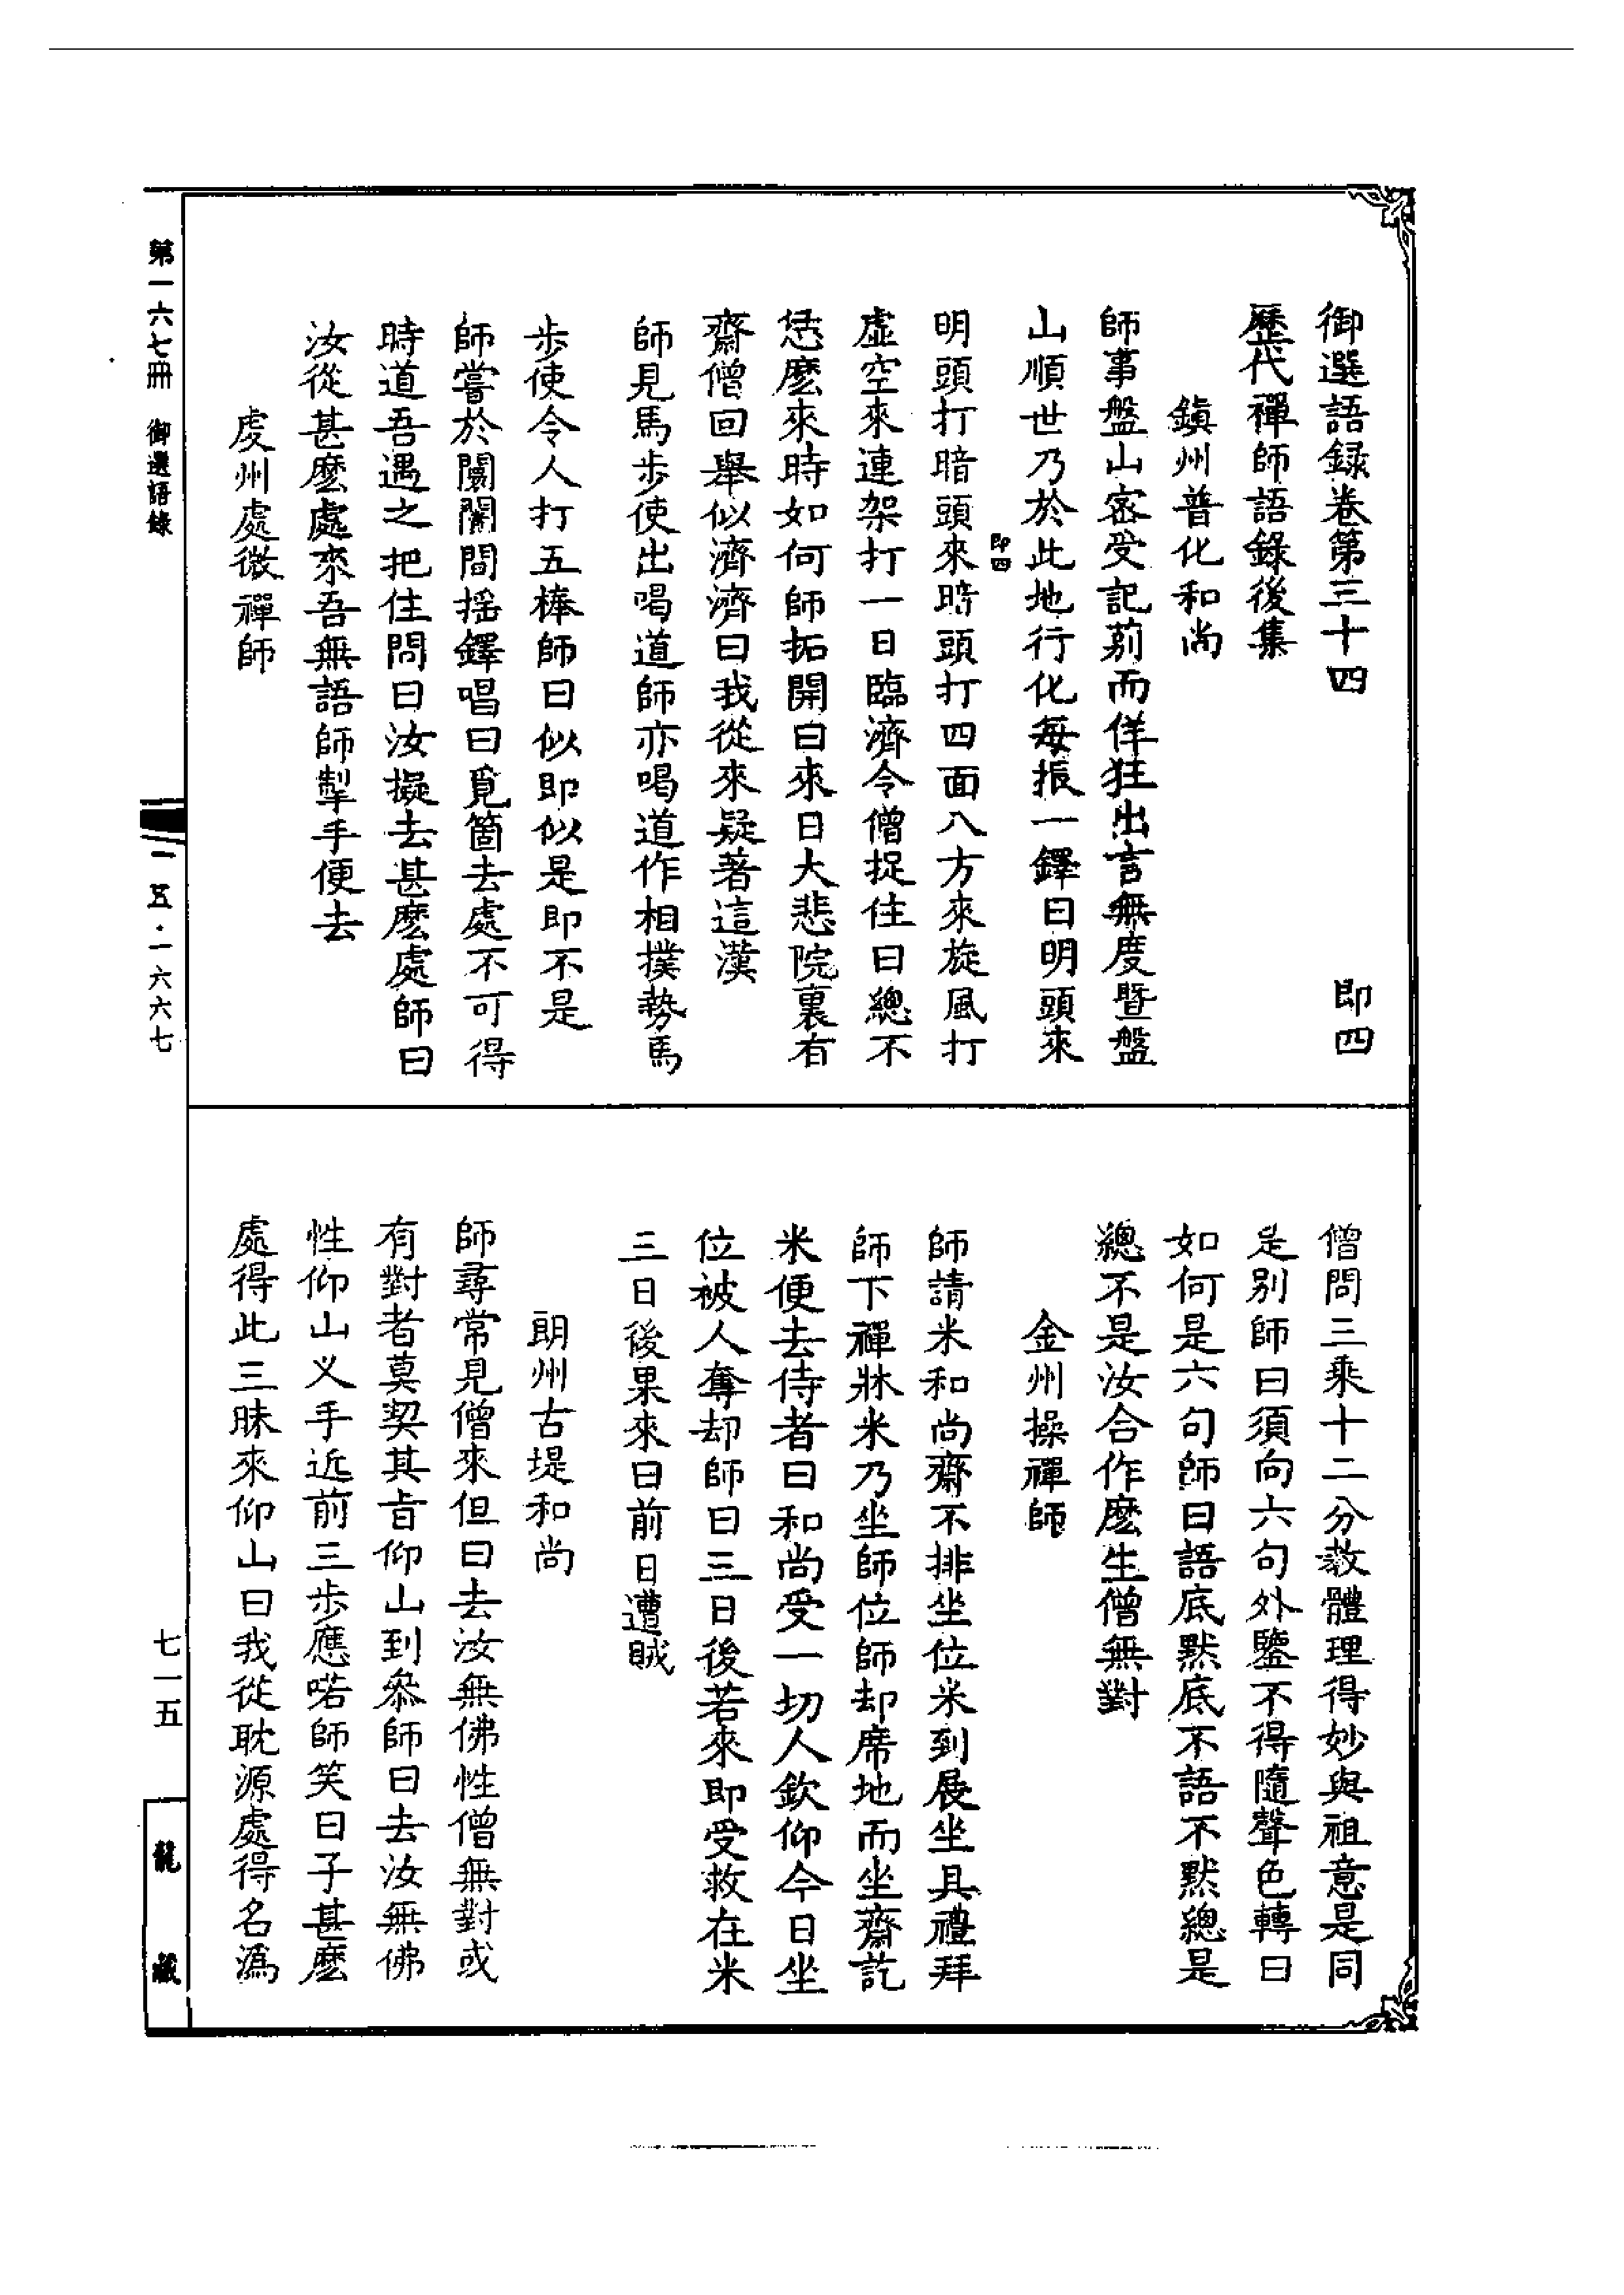 御選語録卷第三十四　即四
歷代禪師語錄後集
鎮州普化和尚
師事盤山密受記莂而佯狂出言無度暨盤
山順世乃於此地行化每振一鐸曰明頭來
即四
明頭打暗頭來暗頭打四面八方來旋風打
虛空來連架打一日臨濟令僧捉住曰總不
恁麽來時如何師拓開曰來日大悲院裏有
齋僧回舉似濟濟曰我從來疑著這漢
師見馬步使出喝道師亦喝道作相撲勢馬
步使令人打五棒師曰似即似是即不是
師嘗於闤闠間搖鐸唱曰覓箇去處不可得
時道吾遇之把住問曰汝擬去甚麽處師曰
汝從甚麽處來吾無語師掣手便去
處州處微禪師
僧問三乘十二分教體理得妙與祖意是同
是別師曰須向六句外鑒不得隨聲色轉曰
如何是六句師曰語底默底不語不默總是
總不是汝合作麽生僧無對
金州操禪師
師請米和尚齋不排坐位米到展坐具禮拜
師下禪牀米乃坐師位師却席地而坐齋訖
米便去侍者曰和尚受一切人欽仰今日坐
位被人奪却師曰三日後若來即受救在米
三日後果來曰前日遭賊
朗州古堤和尚
師尋常見僧來但曰去汝無佛性僧無對或
有對者莫契其旨仰山到參師曰去汝無佛
性仰山义手近前三步應喏師笑曰子甚麽
處得此三昧來仰山曰我從耽源處得名溈
第一六七冊　御選語錄
一五·一六六七
七一五
龍藏